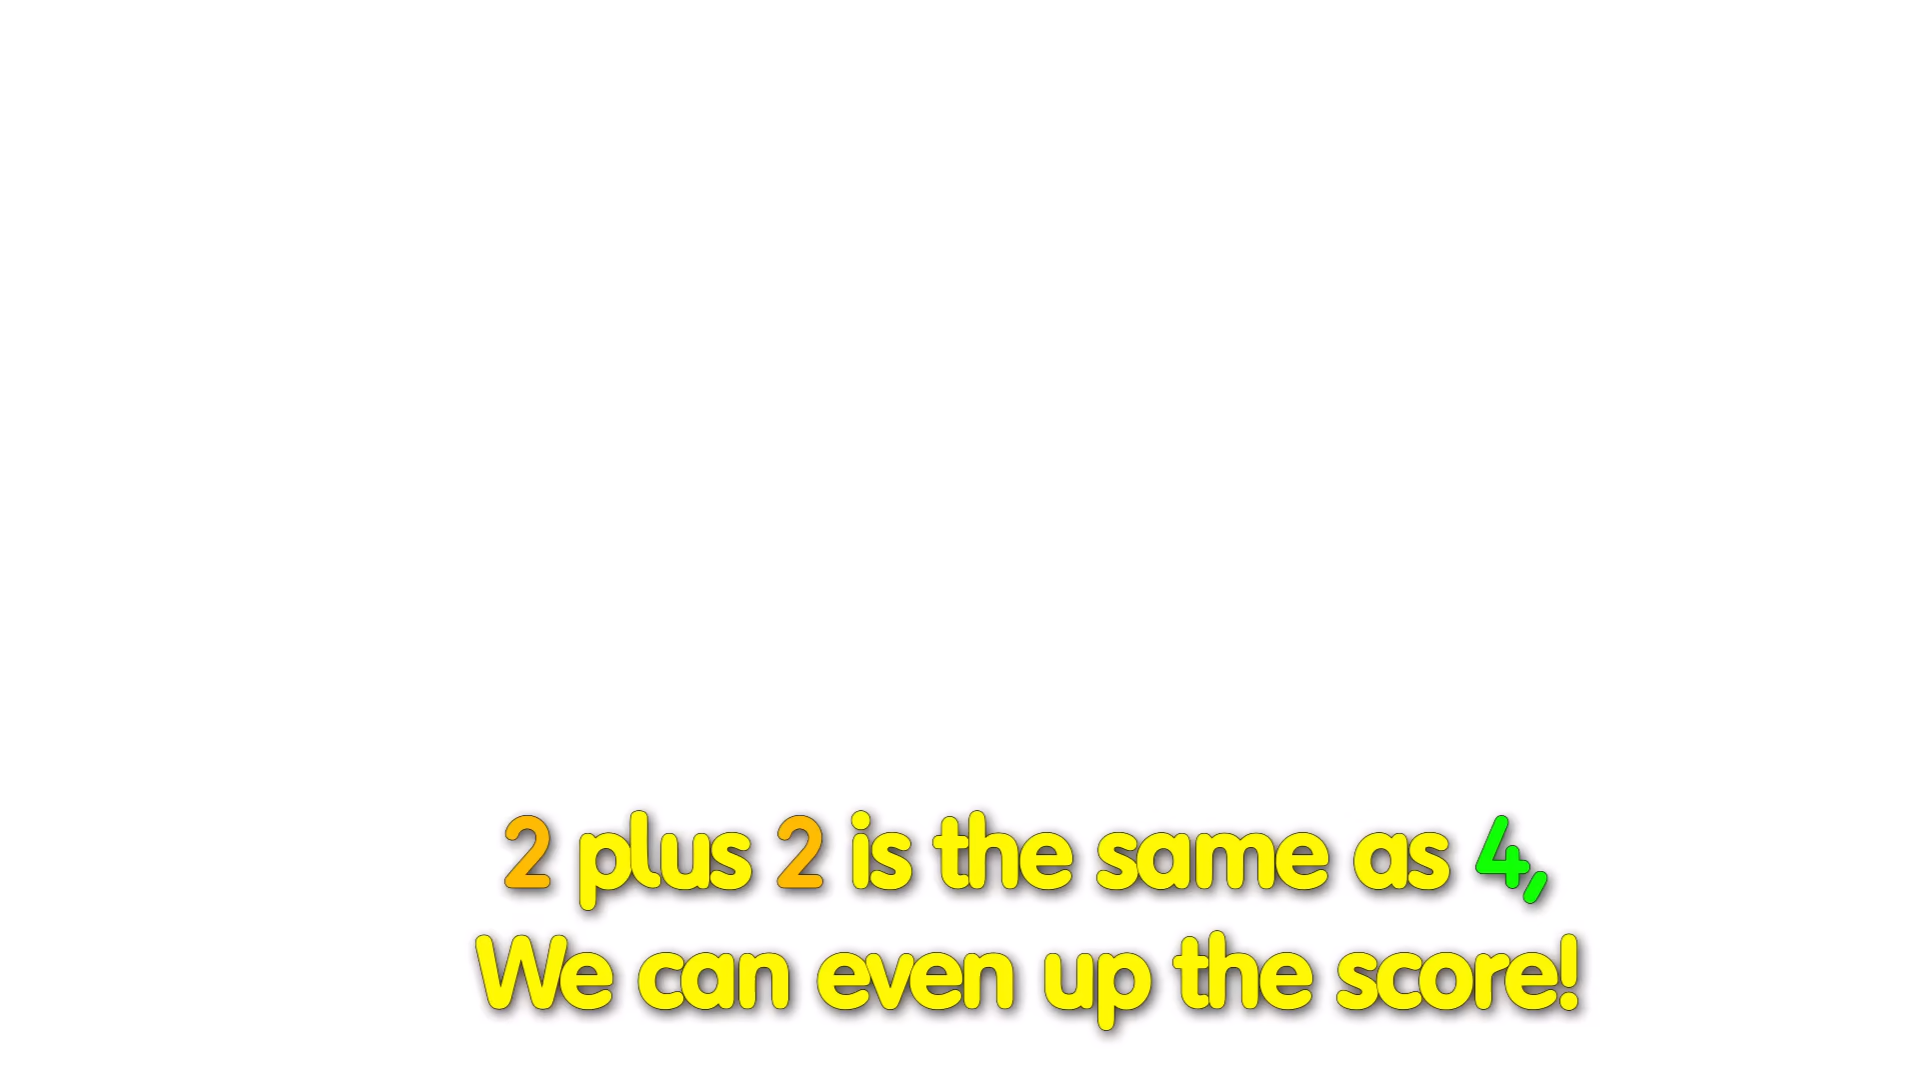 2 plus 2 is the same as 4,
We can even up the score!